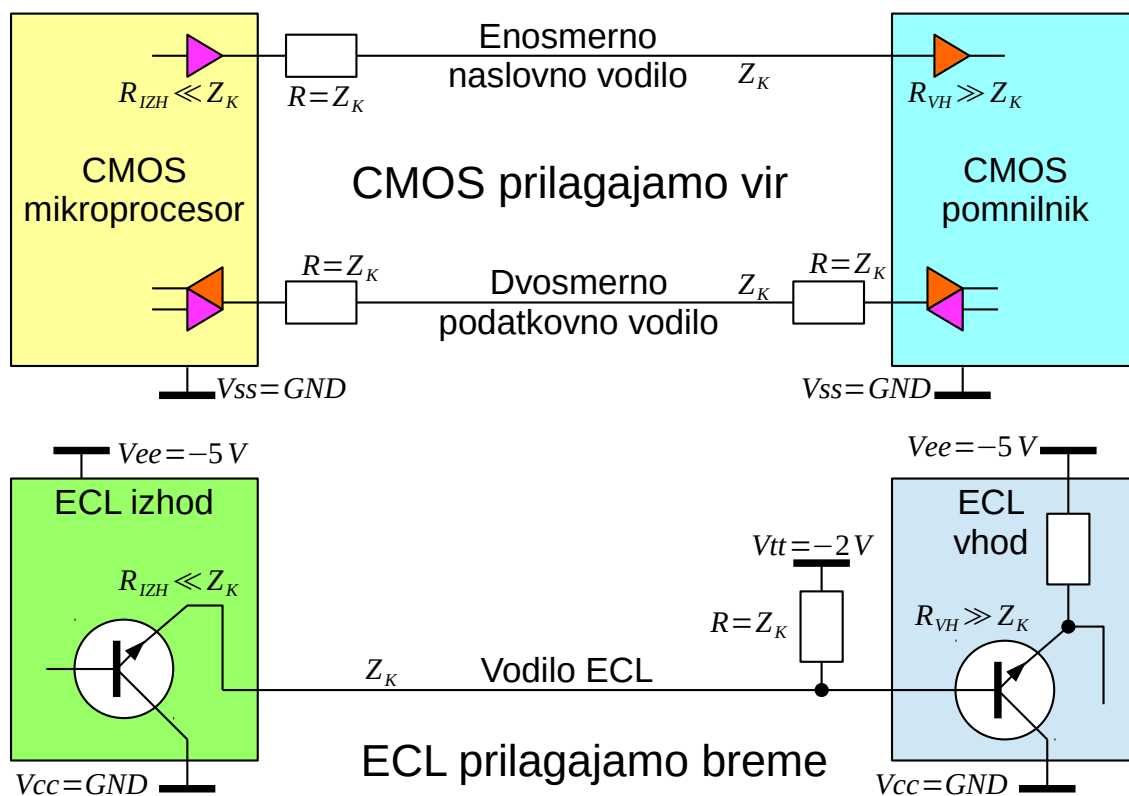 Enosmerno
naslovno vodilo
Z_K
R_IZH ≪ Z_K
R=Z_K
R_VH ≫ Z_K
CMOS
mikroprocesor
CMOS prilagajamo vir
CMOS
pomnilnik
R=Z_K
Dvosmerno
podatkovno vodilo
Z_K
R=Z_K
Vss=GND
Vss=GND
Vee=−5 V
Vee=−5 V
ECL izhod
ECL
vhod
Vtt=−2 V
R_IZH ≪ Z_K
R=Z_K
R_VH ≫ Z_K
Z_K
Vodilo ECL
ECL prilagajamo breme
Vcc=GND
Vcc=GND